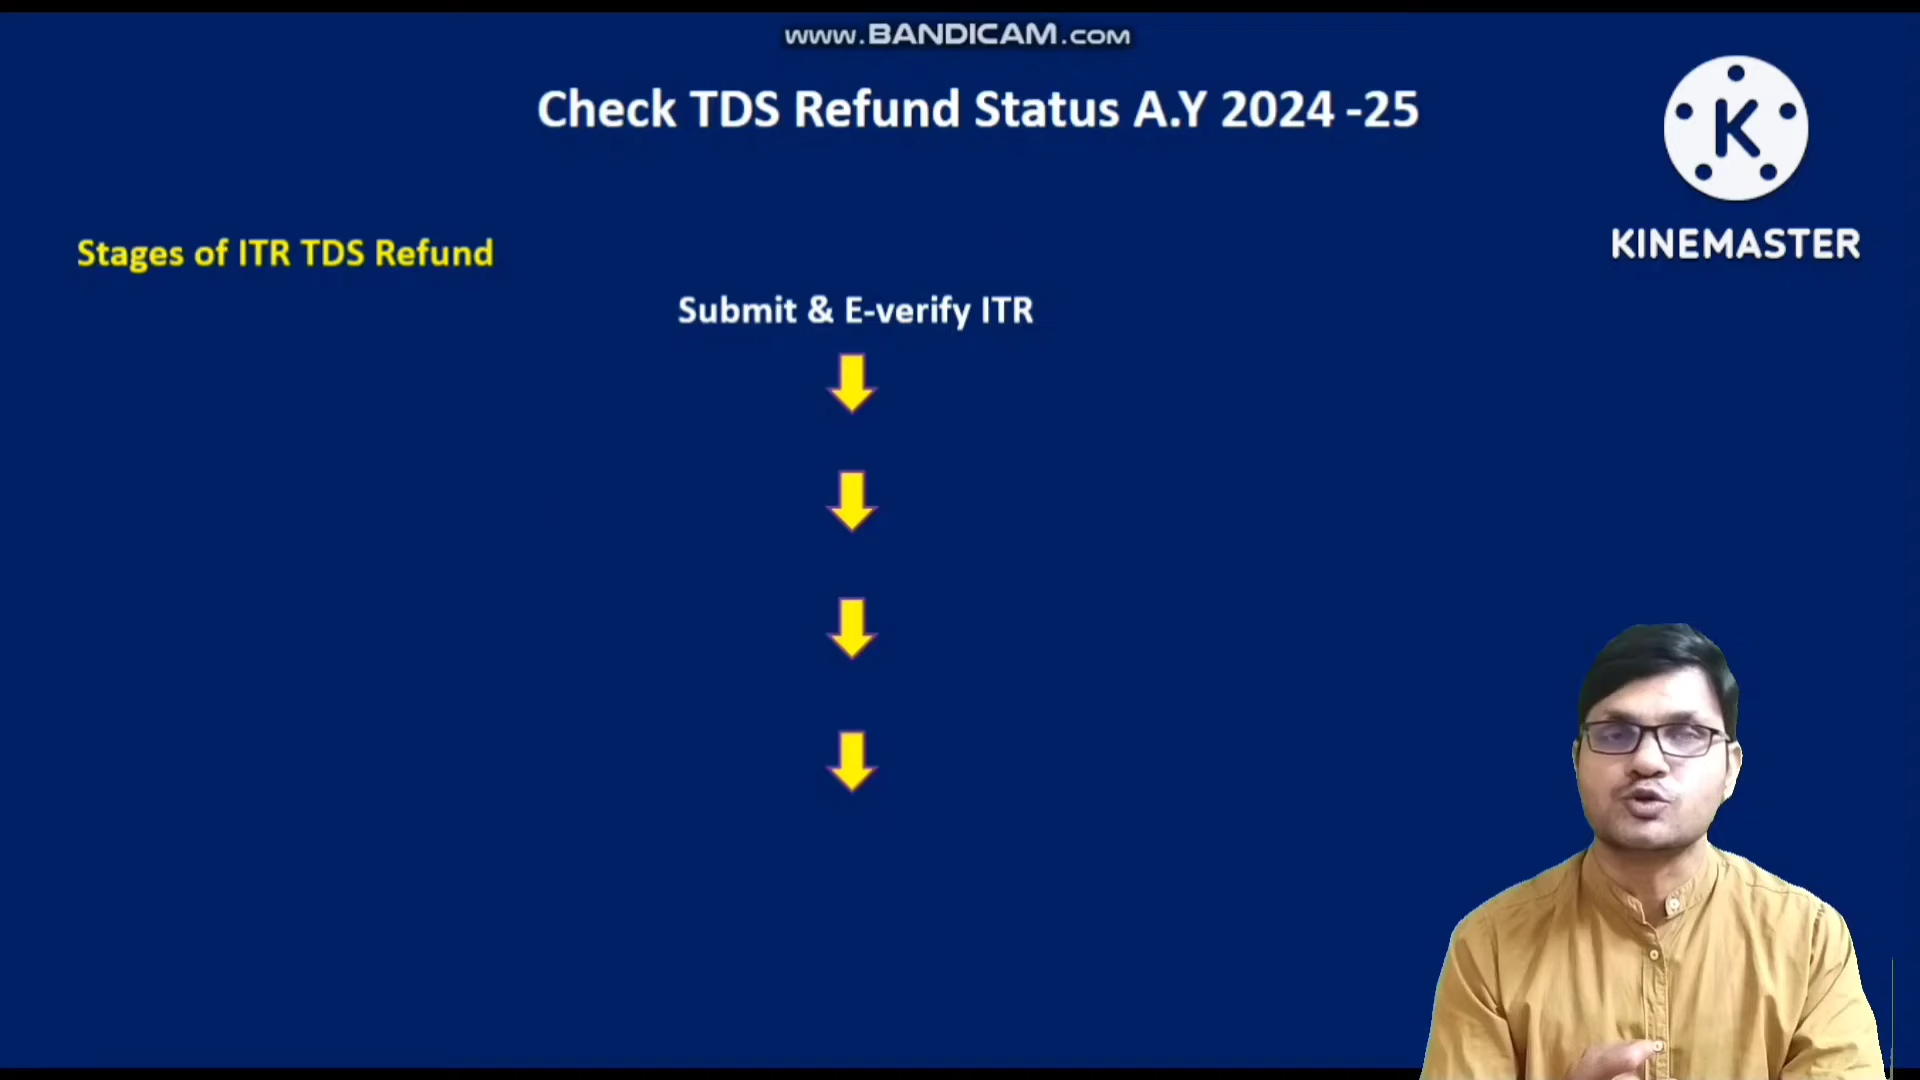 www.BANDICAM.com
Check TDS Refund Status A.Y 2024 -25
K
KINEMASTER
Stages of ITR TDS Refund
Submit & E-verify ITR